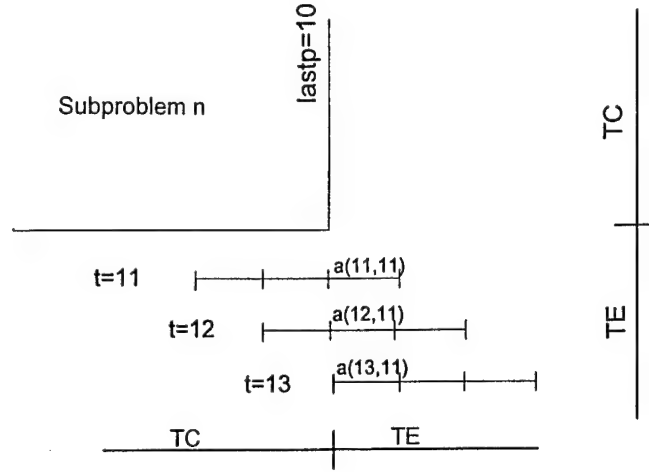 lastp=10
Subproblem n
TC
a(11,11)
t=11
a(12,11)
t=12
TE
a(13,11)
t=13
TC
TE